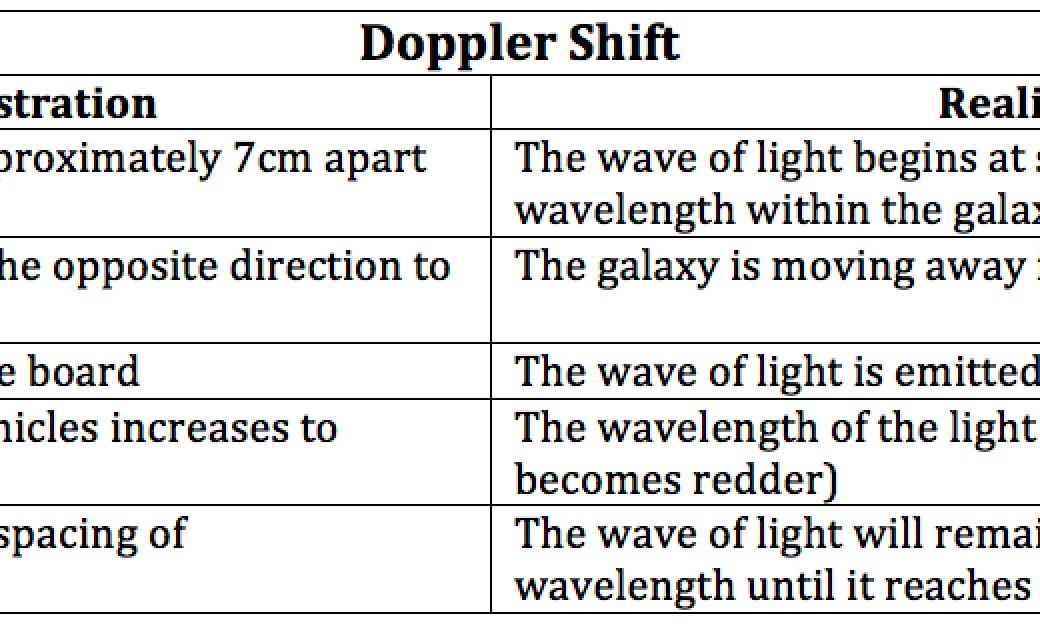 Doppler Shift
stration Reali
proximately 7cm apart The wave of light begins at s
wavelength within the galax
he opposite direction to The galaxy is moving away
e board The wave of light is emitted
hicles increases to The wavelength of the light
becomes redder)
spacing of The wave of light will remai
wavelength until it reaches